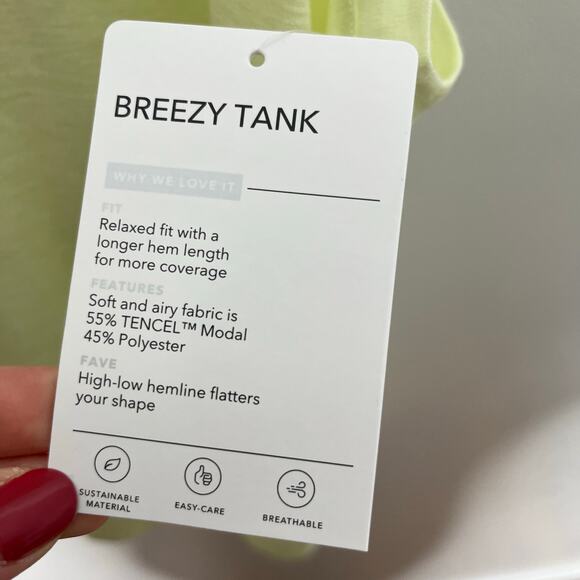 BREEZY TANK
WHY WE LOVE IT
FIT
Relaxed fit with a
longer hem length
for more coverage
FEATURES
Soft and airy fabric is
55% TENCEL™ Modal
45% Polyester
FAVE
High-low hemline flatters
your shape
SUSTAINABLE
MATERIAL
EASY-CARE
BREATHABLE